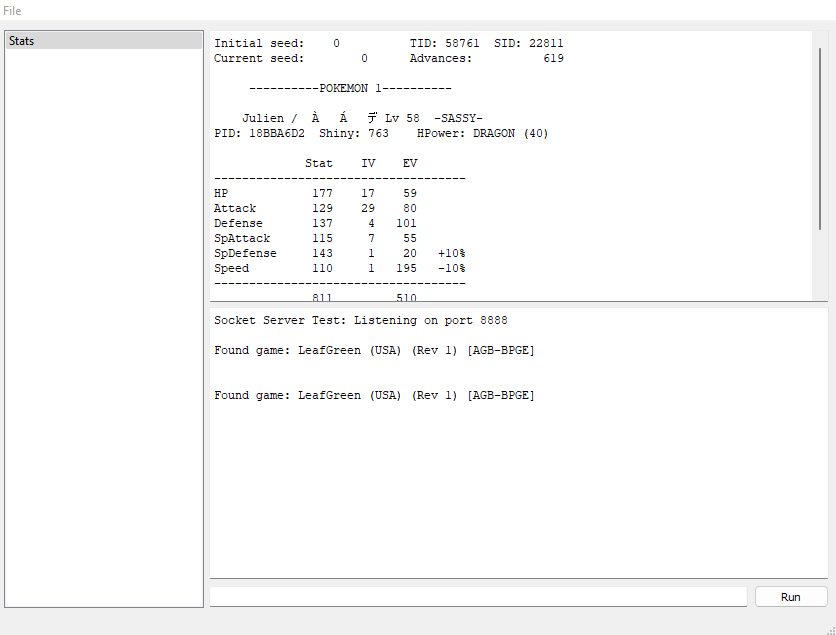 File
Stats
Initial seed: 0 TID: 58761 SID: 22811
Current seed: 0 Advances: 619
----------POKEMON 1----------
Julien / À Á デ Lv 58 -SASSY-
PID: 18BBA6D2 Shiny: 763 HPower: DRAGON (40)
Stat IV EV
------------------------------------
HP 177 17 59
Attack 129 29 80
Defense 137 4 101
SpAttack 115 7 55
SpDefense 143 1 20 +10%
Speed 110 1 195 -10%
------------------------------------
811 510
Socket Server Test: Listening on port 8888
Found game: LeafGreen (USA) (Rev 1) [AGB-BPGE]
Found game: LeafGreen (USA) (Rev 1) [AGB-BPGE]
Run